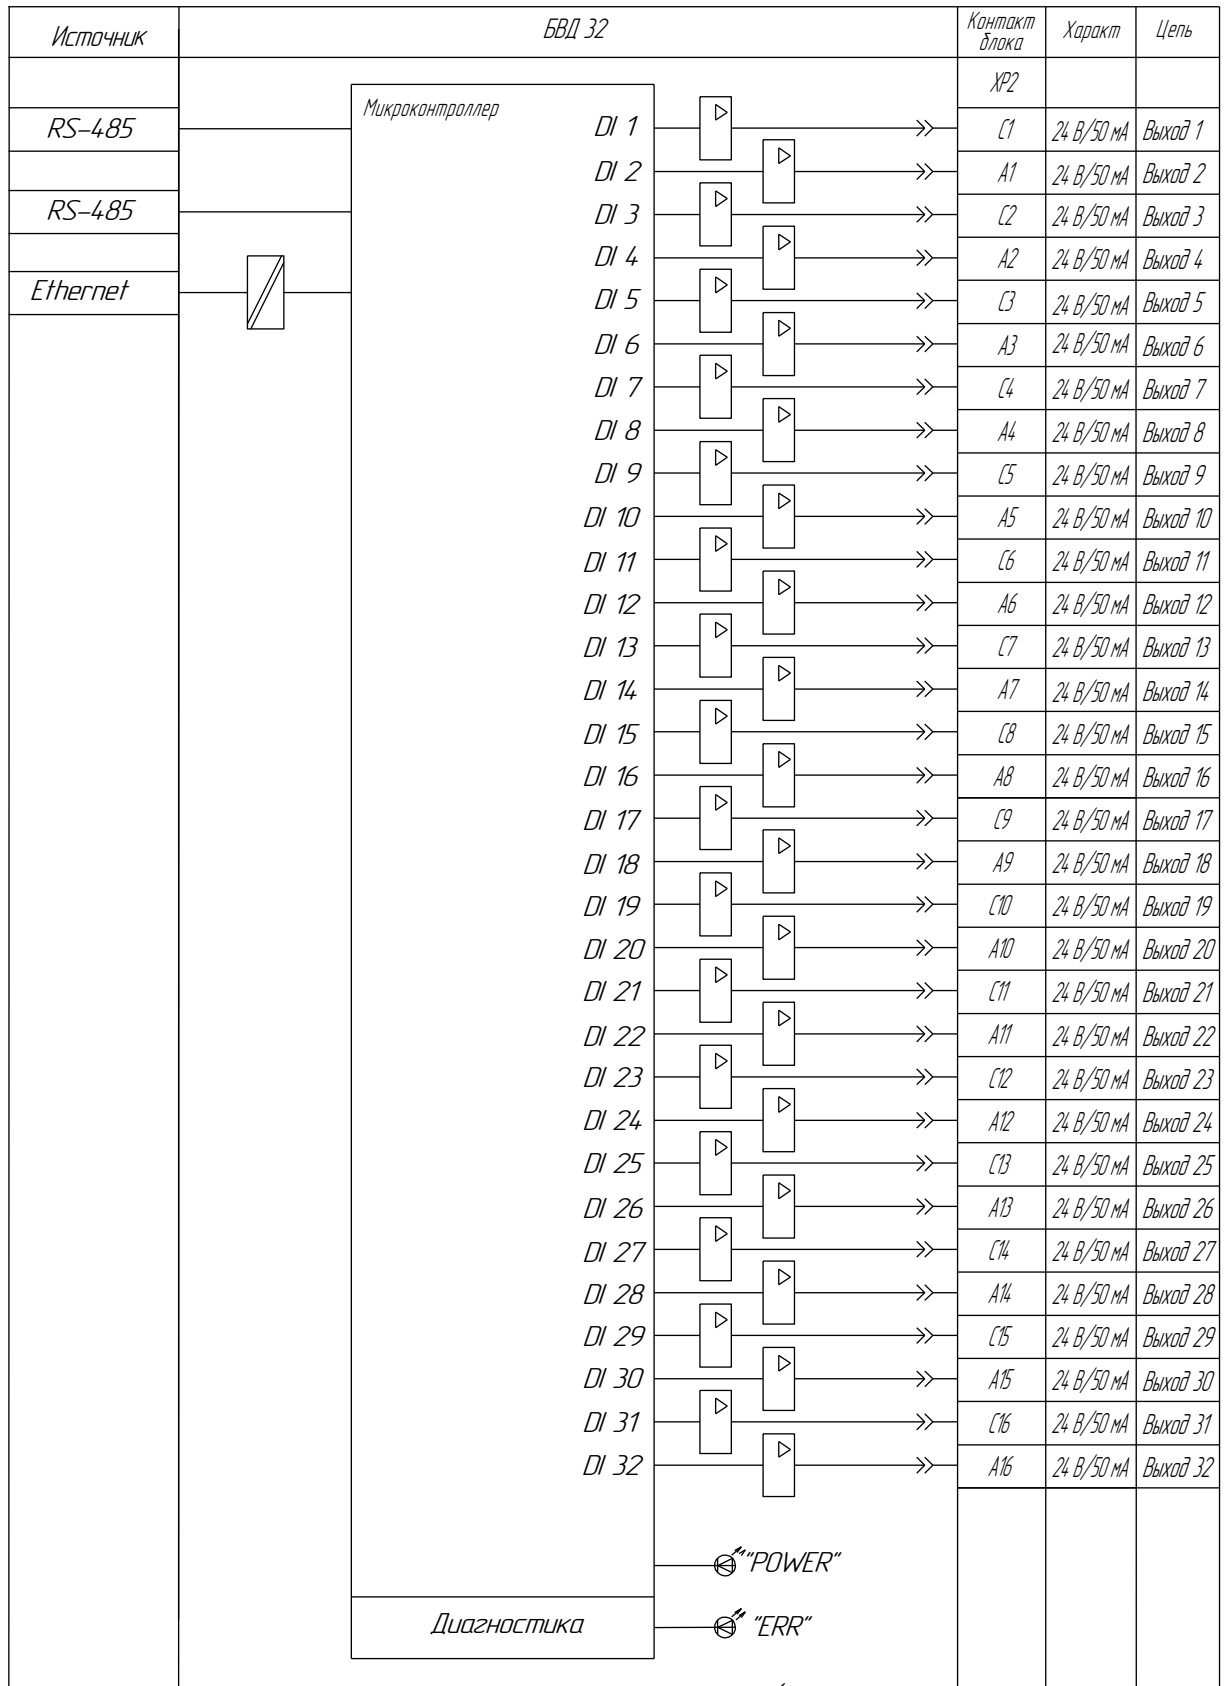 Источник БВД 32 Контакт блока Характ Цепь
XP2
Микроконтроллер
RS-485 DI 1 C1 24 В/50 мА Выход 1
DI 2 A1 24 В/50 мА Выход 2
RS-485 DI 3 C2 24 В/50 мА Выход 3
DI 4 A2 24 В/50 мА Выход 4
Ethernet DI 5 C3 24 В/50 мА Выход 5
DI 6 A3 24 В/50 мА Выход 6
DI 7 C4 24 В/50 мА Выход 7
DI 8 A4 24 В/50 мА Выход 8
DI 9 C5 24 В/50 мА Выход 9
DI 10 A5 24 В/50 мА Выход 10
DI 11 C6 24 В/50 мА Выход 11
DI 12 A6 24 В/50 мА Выход 12
DI 13 C7 24 В/50 мА Выход 13
DI 14 A7 24 В/50 мА Выход 14
DI 15 C8 24 В/50 мА Выход 15
DI 16 A8 24 В/50 мА Выход 16
DI 17 C9 24 В/50 мА Выход 17
DI 18 A9 24 В/50 мА Выход 18
DI 19 C10 24 В/50 мА Выход 19
DI 20 A10 24 В/50 мА Выход 20
DI 21 C11 24 В/50 мА Выход 21
DI 22 A11 24 В/50 мА Выход 22
DI 23 C12 24 В/50 мА Выход 23
DI 24 A12 24 В/50 мА Выход 24
DI 25 C13 24 В/50 мА Выход 25
DI 26 A13 24 В/50 мА Выход 26
DI 27 C14 24 В/50 мА Выход 27
DI 28 A14 24 В/50 мА Выход 28
DI 29 C15 24 В/50 мА Выход 29
DI 30 A15 24 В/50 мА Выход 30
DI 31 C16 24 В/50 мА Выход 31
DI 32 A16 24 В/50 мА Выход 32
"POWER"
Диагностика "ERR"